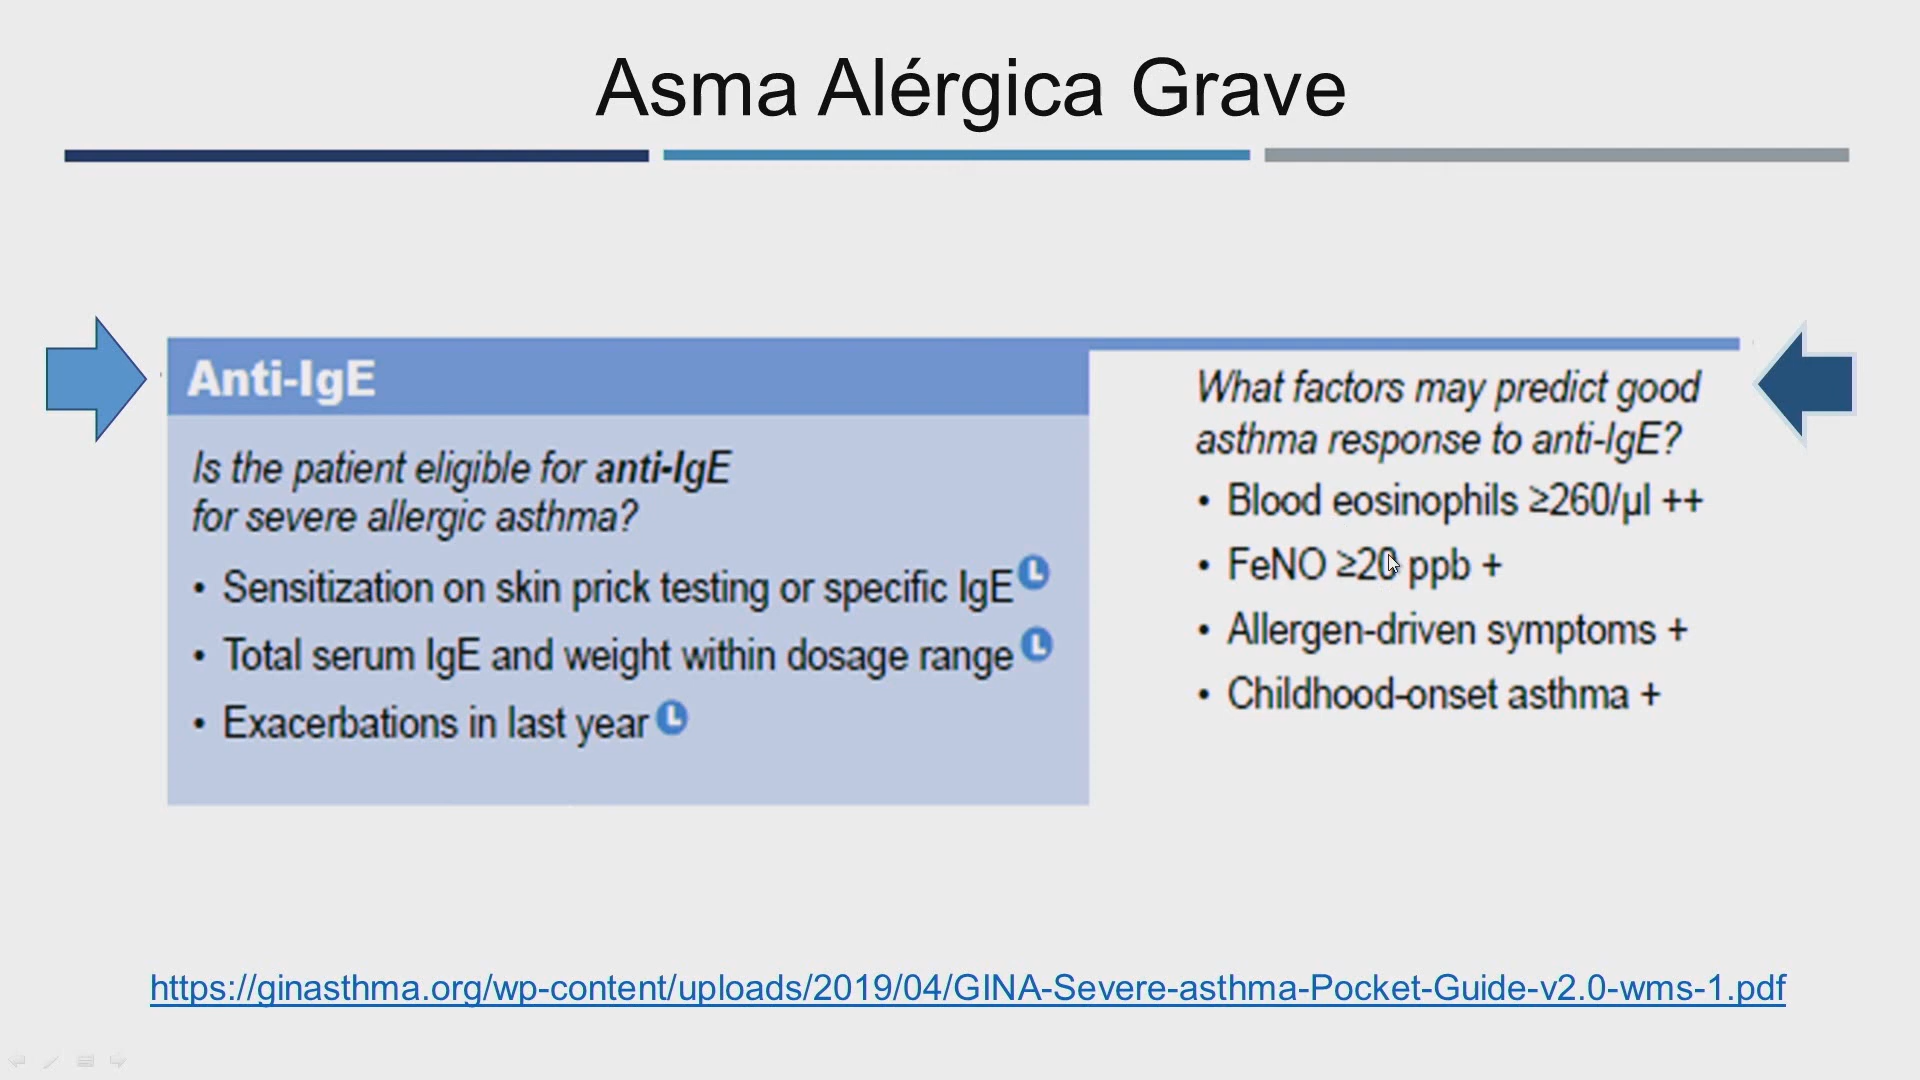 Asma Alérgica Grave
Anti-IgE
Is the patient eligible for anti-IgE
for severe allergic asthma?
• Sensitization on skin prick testing or specific IgE
• Total serum IgE and weight within dosage range
• Exacerbations in last year
What factors may predict good
asthma response to anti-IgE?
• Blood eosinophils ≥260/μl ++
• FeNO ≥20 ppb +
• Allergen-driven symptoms +
• Childhood-onset asthma +
https://ginasthma.org/wp-content/uploads/2019/04/GINA-Severe-asthma-Pocket-Guide-v2.0-wms-1.pdf